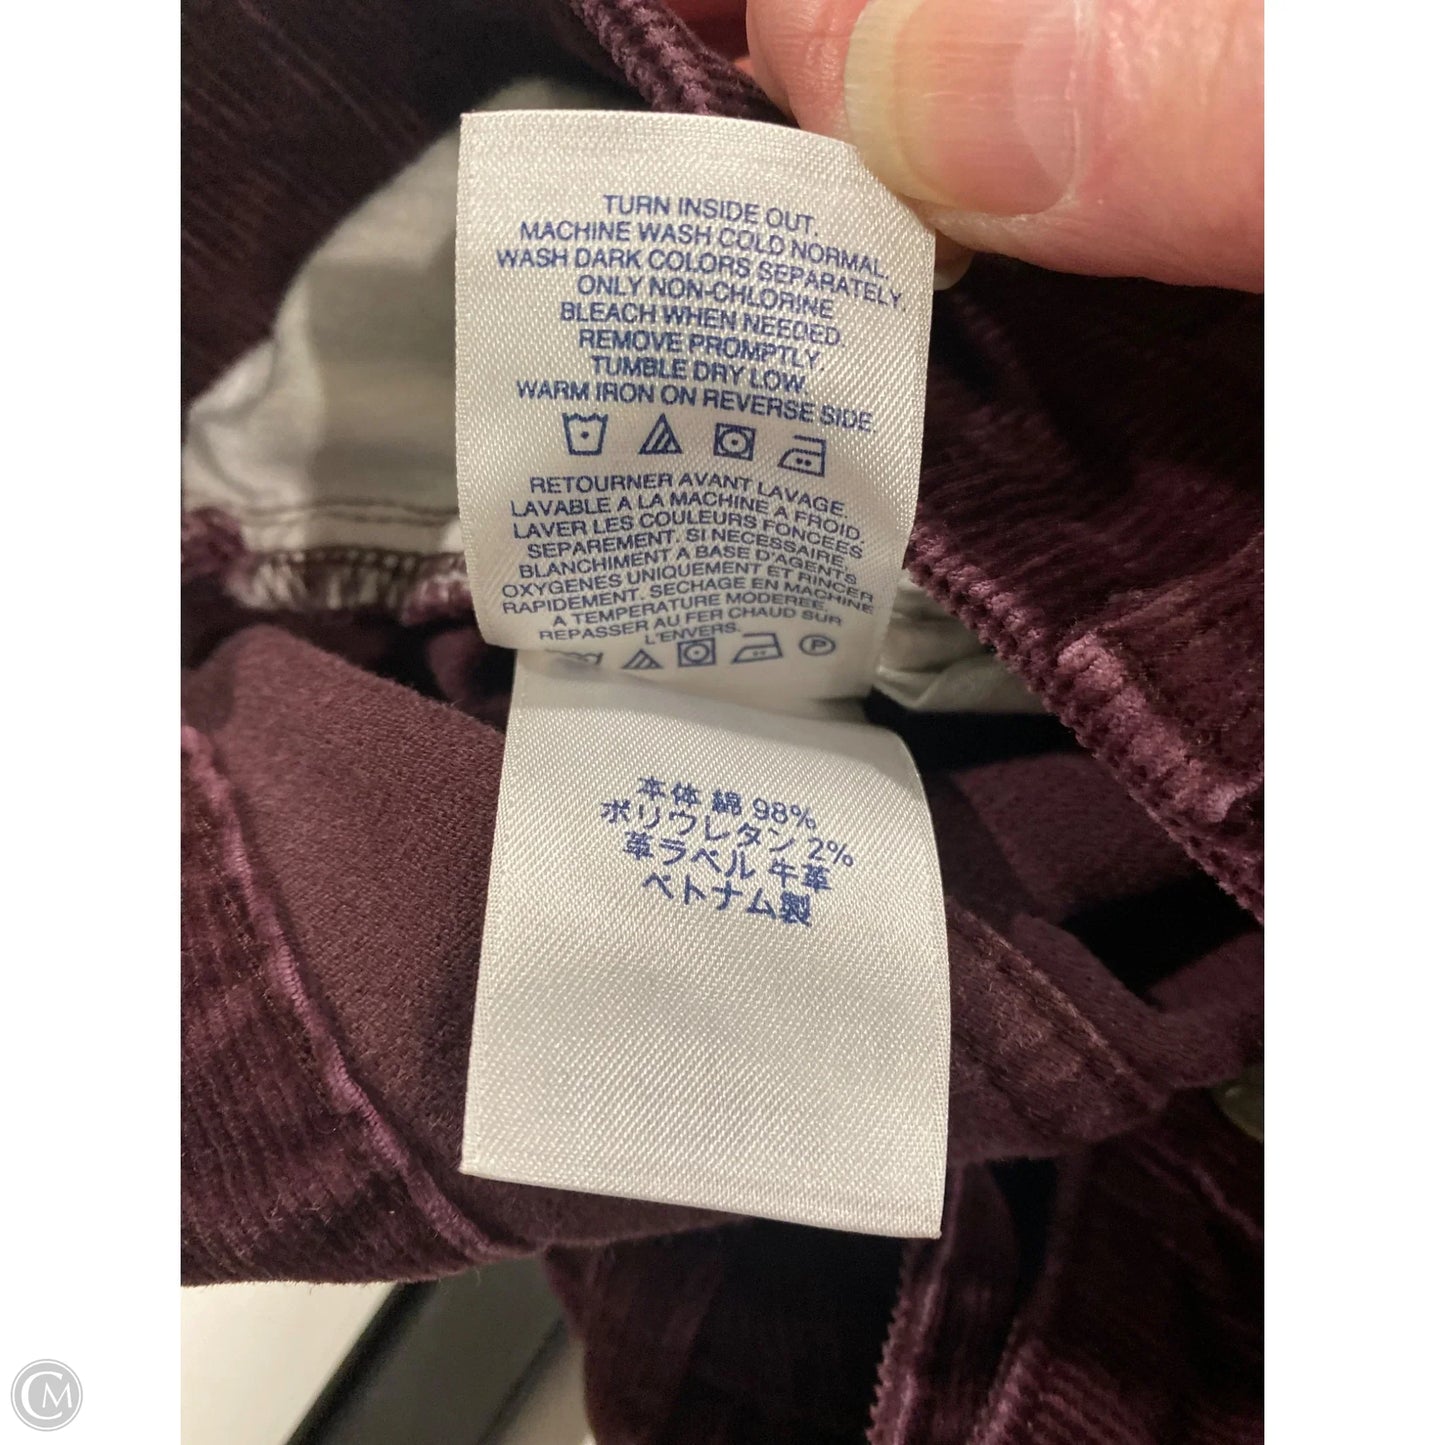 TURN INSIDE OUT.
MACHINE WASH COLD NORMAL.
WASH DARK COLORS SEPARATELY.
ONLY NON-CHLORINE
BLEACH WHEN NEEDED.
REMOVE PROMPTLY.
TUMBLE DRY LOW.
WARM IRON ON REVERSE SIDE.
RETOURNER AVANT LAVAGE.
LAVABLE A LA MACHINE A FROID.
LAVER LES COULEURS FONCEES
SEPAREMENT. SI NECESSAIRE,
BLANCHIMENT A BASE D'AGENTS
OXYGENES UNIQUEMENT ET RINCER
RAPIDEMENT. SECHAGE EN MACHINE
A TEMPERATURE MODEREE.
REPASSER AU FER CHAUD SUR
L'ENVERS.
P
本体 綿 98%
ポリウレタン 2%
革ラベル 牛革
ベトナム製
CM